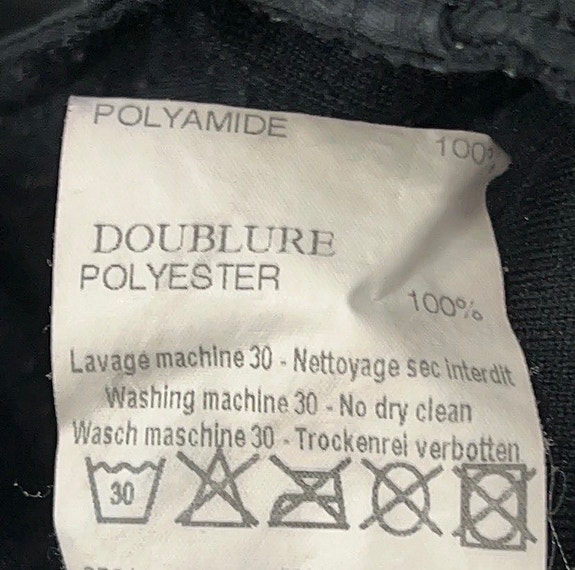 POLYAMIDE 100%
DOUBLURE
POLYESTER 100%
Lavage machine 30 - Nettoyage sec interdit
Washing machine 30 - No dry clean
Wasch maschine 30 - Trockenrei verbotten
30